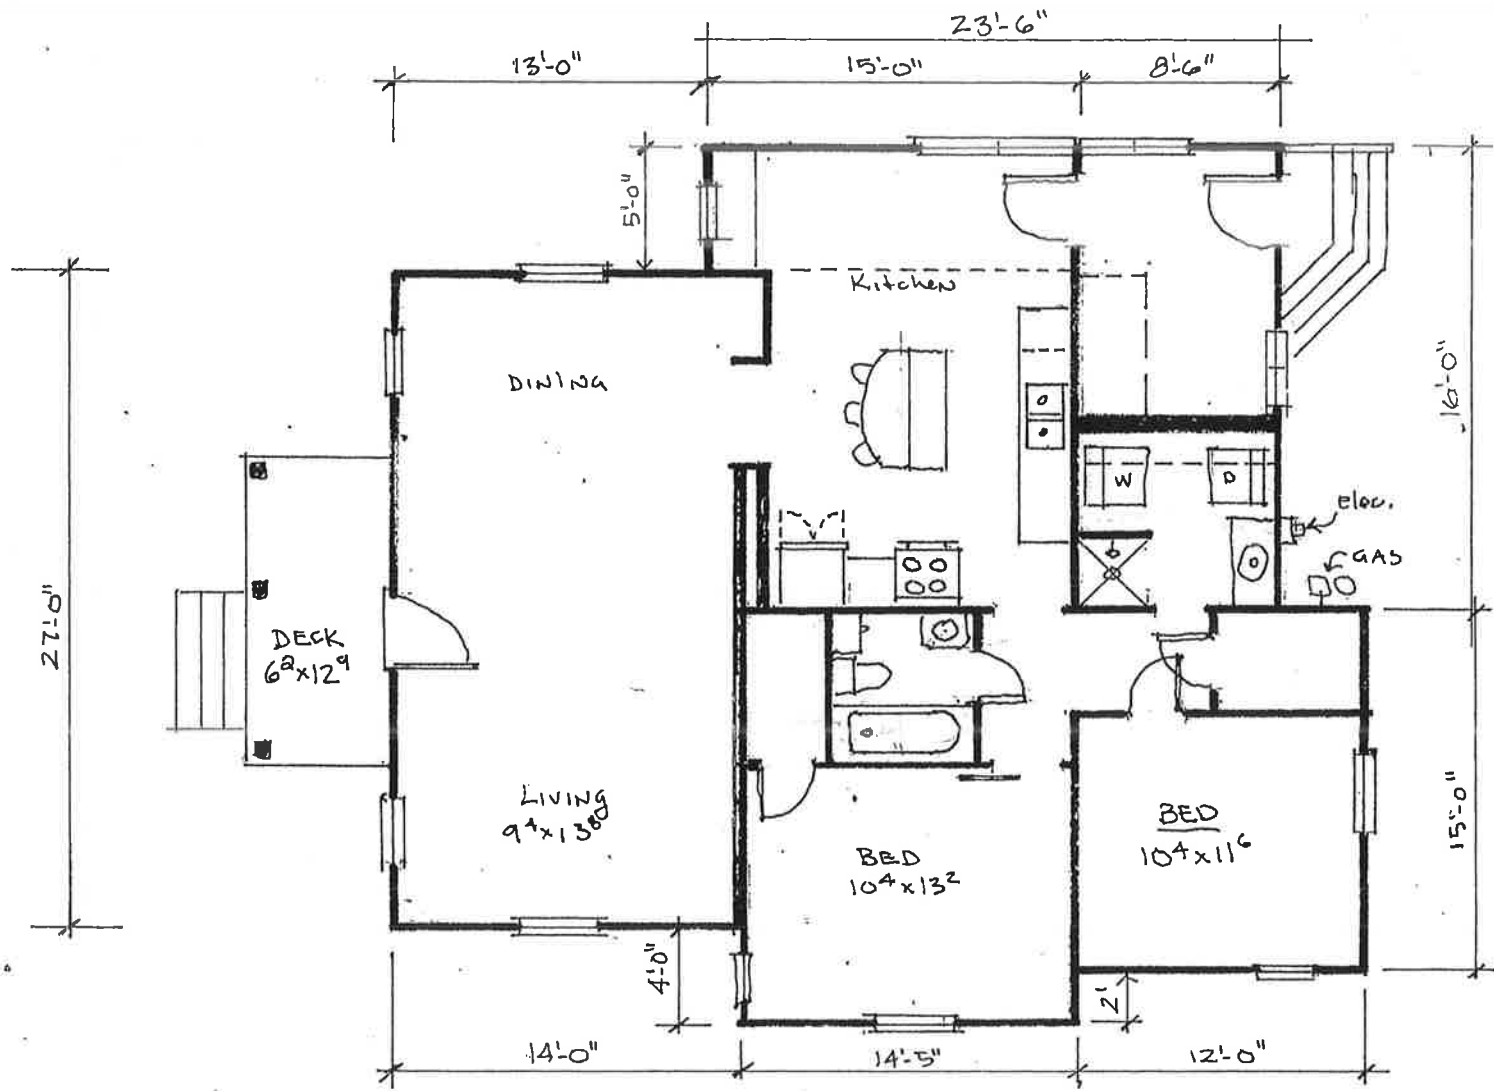 23'-6"
13'-0"
15'-0"
8'-6"
5'-0"
Kitchen
DINING
16'-0"
W
D
Elec.
GAS
27'-0"
DECK
6²x12⁹
LIVING
9⁴x13⁸
BED
10⁴x13²
BED
10⁴x11⁶
15'-0"
4'-0"
2'
14'-0"
14'-5"
12'-0"